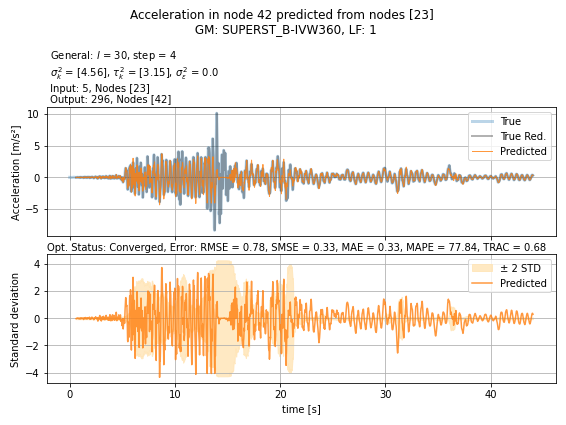 Acceleration in node 42 predicted from nodes [23]
GM: SUPERST_B-IVW360, LF: 1
General: l = 30, step = 4
σ²ₖ = [4.56], τ²ₖ = [3.15], σ²ε = 0.0
Input: 5, Nodes [23]
Output: 296, Nodes [42]
Acceleration [m/s²]
10
5
0
−5
True
True Red.
Predicted
Opt. Status: Converged, Error: RMSE = 0.78, SMSE = 0.33, MAE = 0.33, MAPE = 77.84, TRAC = 0.68
Standard deviation
4
2
0
−2
−4
± 2 STD
Predicted
0 10 20 30 40
time [s]